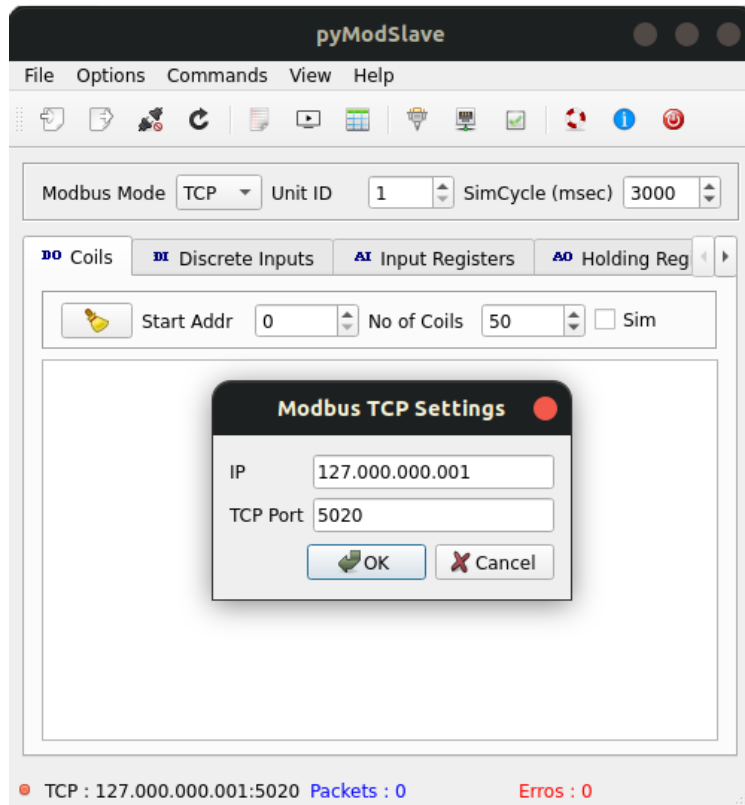 pyModSlave
File Options Commands View Help
Modbus Mode TCP Unit ID 1 SimCycle (msec) 3000
DO Coils DI Discrete Inputs AI Input Registers AO Holding Reg
Start Addr 0 No of Coils 50 Sim
Modbus TCP Settings
IP 127.000.000.001
TCP Port 5020
OK Cancel
TCP : 127.000.000.001:5020 Packets : 0 Erros : 0